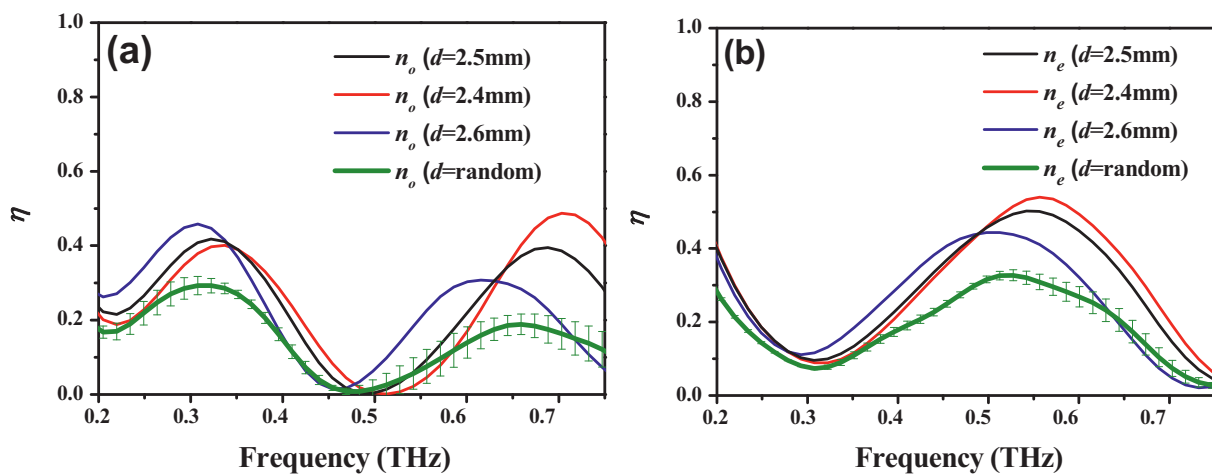 (a)
1.0
0.8
0.6
0.4
0.2
0.0
η
n_o (d=2.5mm)
n_o (d=2.4mm)
n_o (d=2.6mm)
n_o (d=random)
0.2 0.3 0.4 0.5 0.6 0.7
Frequency (THz)
(b)
1.0
0.8
0.6
0.4
0.2
0.0
η
n_e (d=2.5mm)
n_e (d=2.4mm)
n_e (d=2.6mm)
n_e (d=random)
0.2 0.3 0.4 0.5 0.6 0.7
Frequency (THz)